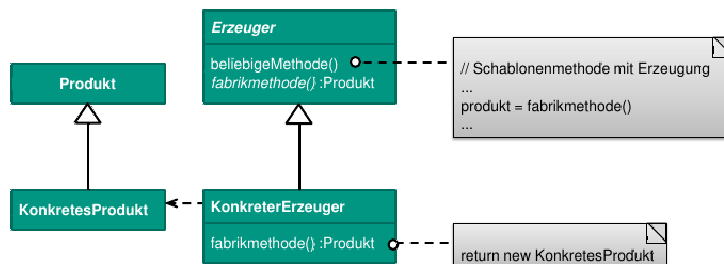 Erzeuger
beliebigeMethode()
fabrikmethode() :Produkt
// Schablonenmethode mit Erzeugung
...
produkt = fabrikmethode()
...
Produkt
KonkretesProdukt
KonkreterErzeuger
fabrikmethode() :Produkt
return new KonkretesProdukt